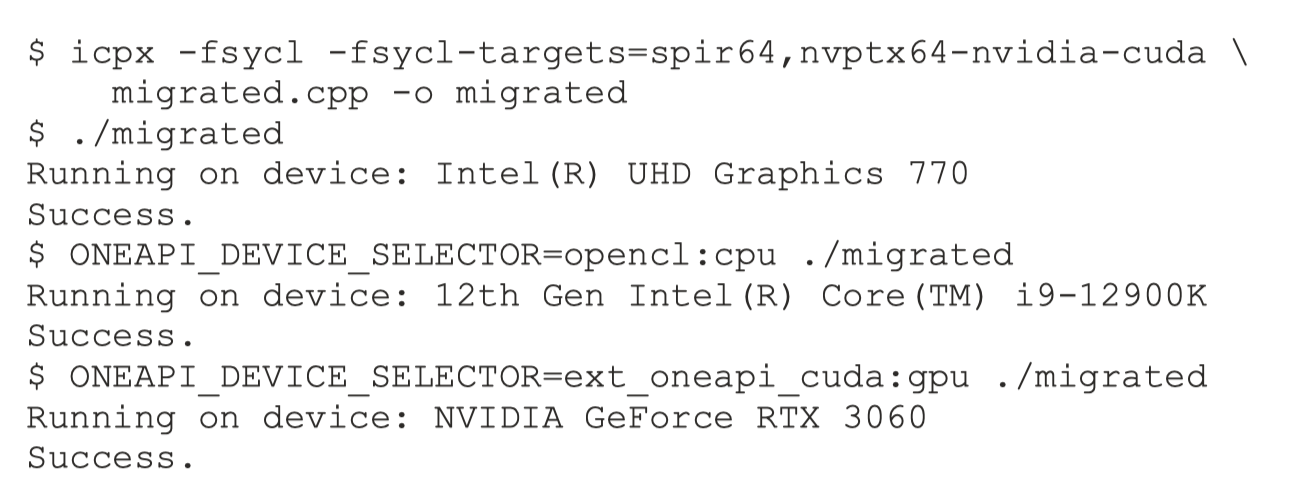 $ icpx -fsycl -fsycl-targets=spir64,nvptx64-nvidia-cuda \
migrated.cpp -o migrated
$ ./migrated
Running on device: Intel(R) UHD Graphics 770
Success.
$ ONEAPI_DEVICE_SELECTOR=opencl:cpu ./migrated
Running on device: 12th Gen Intel(R) Core(TM) i9-12900K
Success.
$ ONEAPI_DEVICE_SELECTOR=ext_oneapi_cuda:gpu ./migrated
Running on device: NVIDIA GeForce RTX 3060
Success.